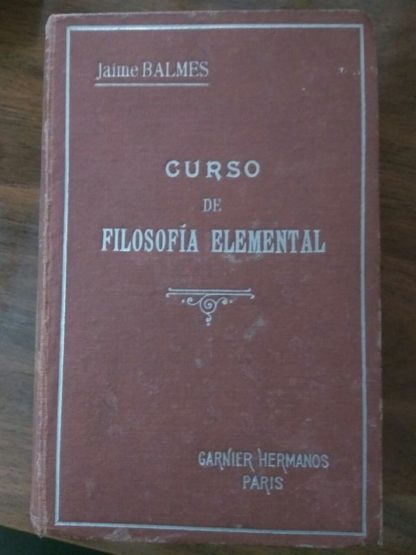 Jaime BALMES
CURSO
DE
FILOSOFÍA ELEMENTAL
GARNIER HERMANOS
PARIS